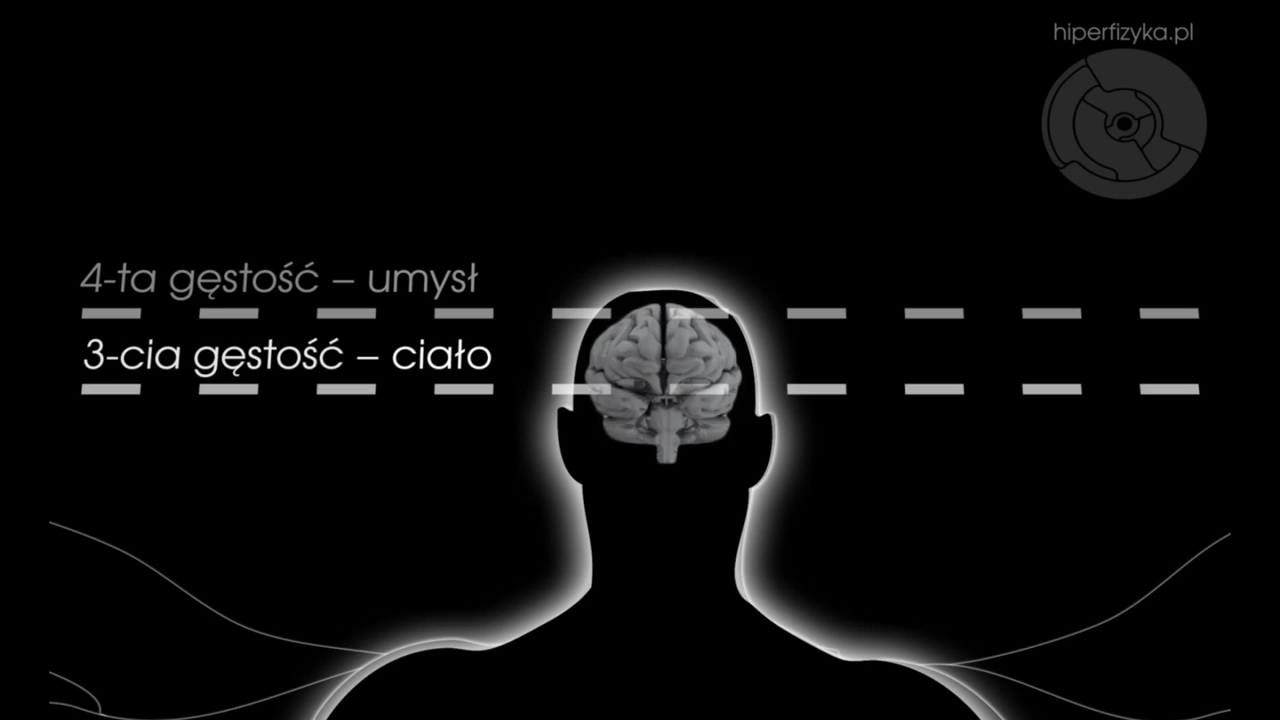 hiperfizyka.pl
4-ta gęstość – umysł
3-cia gęstość – ciało